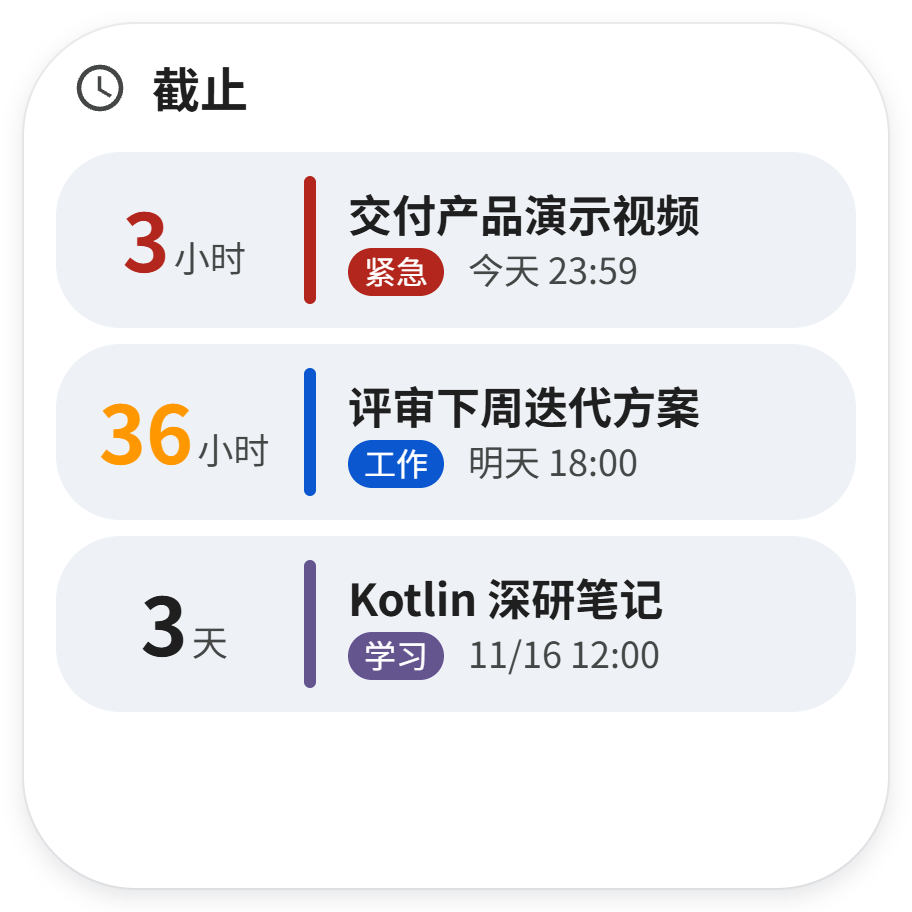 截止
3 小时
交付产品演示视频
紧急 今天 23:59
36 小时
评审下周迭代方案
工作 明天 18:00
3 天
Kotlin 深研笔记
学习 11/16 12:00